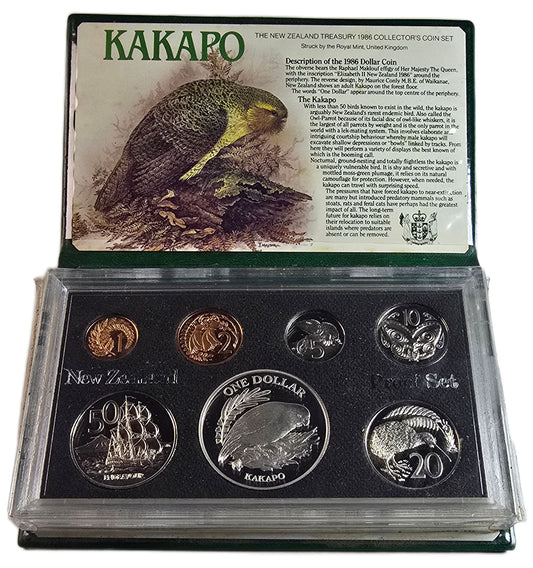 KAKAPO
THE NEW ZEALAND TREASURY 1986 COLLECTOR'S COIN SET
Struck by the Royal Mint, United Kingdom
Description of the 1986 Dollar Coin
The obverse bears the Raphael Maklouf effigy of Her Majesty The Queen,
with the inscription "Elizabeth II New Zealand 1986" around the
periphery. The reverse design, by Maurice Conly M.B.E. of Waikanae,
New Zealand shows an adult Kakapo on the forest floor.
The words "One Dollar" appear around the top centre of the periphery.
The Kakapo
With less than 50 birds known to exist in the wild, the kakapo is
arguably New Zealand's rarest endemic bird. Also called the
Owl-Parrot because of its facial disc of owl-like whiskers, it is
the largest of all parrots by weight and is the only parrot in the
world with a lek-mating system. This involves elaborate and
intriguing courtship behaviour whereby male kakapo will
excavate shallow depressions or "bowls" linked by tracks. From
here they will perform a variety of displays the best known of
which is the booming call.
Nocturnal, ground-nesting and totally flightless the kakapo is
a uniquely vulnerable bird. It is shy and secretive and with
mottled moss-green plumage, it relies on its natural
camouflage for protection. However, when needed, the
kakapo can travel with surprising speed.
The pressures that have forced kakapo to near-extinction
are many but introduced predatory mammals such as
stoats, rats and feral cats have perhaps had the greatest
impact of all. The long-term
future for kakapo relies on
their relocation to suitable
islands where predators are
absent or can be removed.
1
2
5
10
New Zealand
Proof Set
50
ENDEAVOUR
ONE DOLLAR
KAKAPO
20